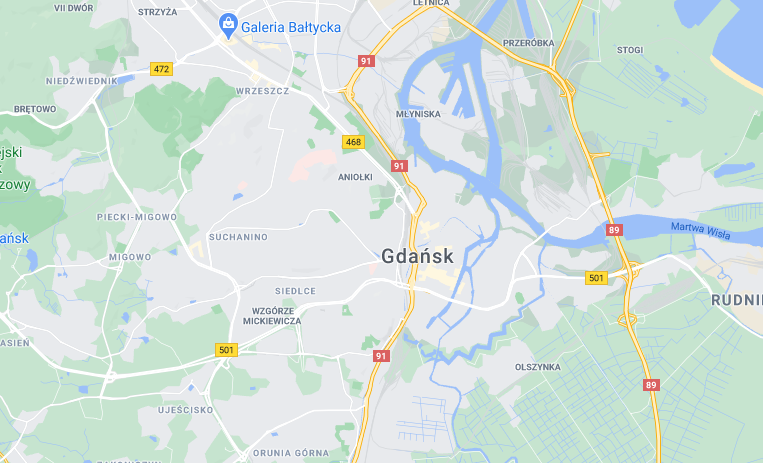 LETNICA
VII DWÓR
STRZYŻA
Galeria Bałtycka
PRZERÓBKA
STOGI
91
472
NIEDŹWIEDNIK
WRZESZCZ
BRĘTOWO
MŁYNISKA
468
jski
k
zowy
91
ANIOŁKI
PIECKI-MIGOWO
Martwa Wisła
89
ańsk
SUCHANINO
MIGOWO
Gdańsk
501
SIEDLCE
RUDNI
WZGÓRZE
MICKIEWICZA
ASIEŃ
501
91
OLSZYNKA
89
UJEŚCISKO
ORUNIA GÓRNA